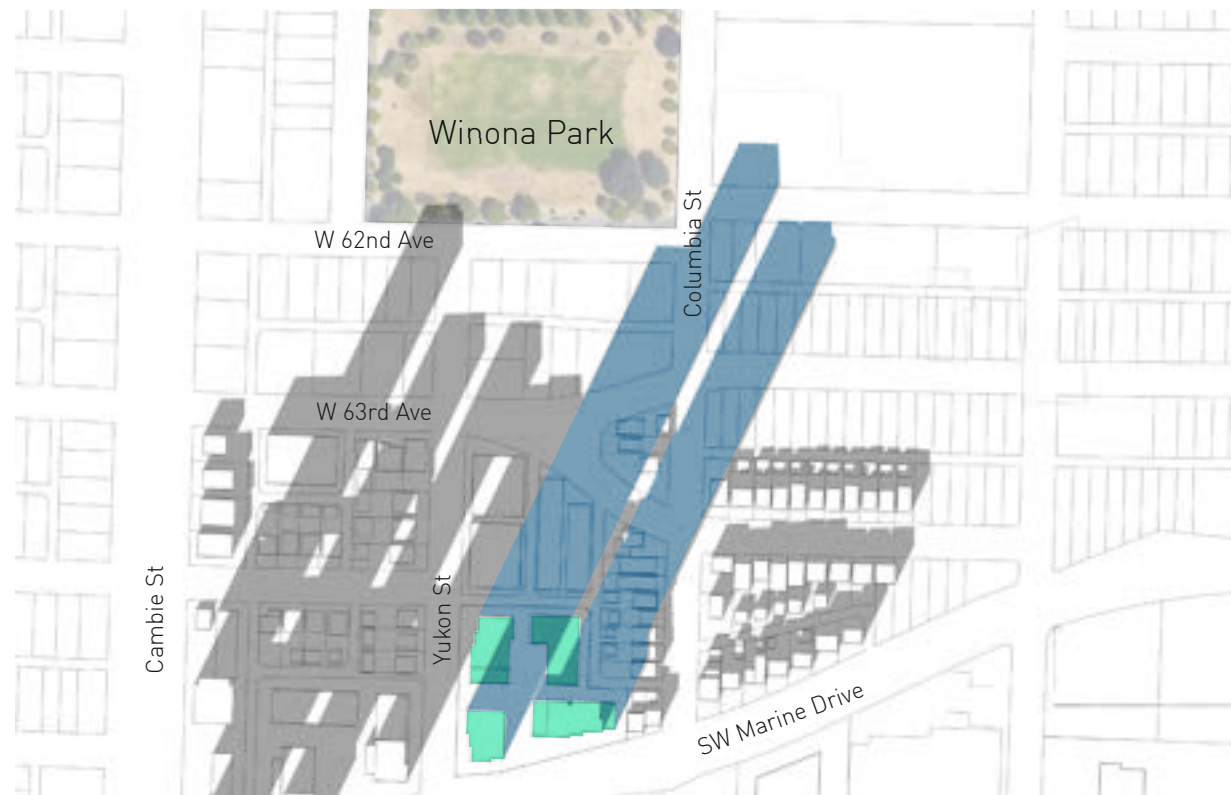 Winona Park
W 62nd Ave
Columbia St
W 63rd Ave
Cambie St
Yukon St
SW Marine Drive